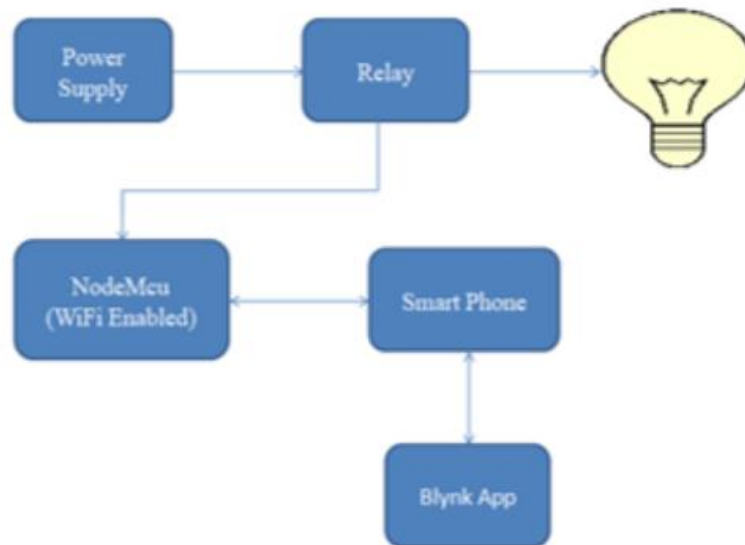 Power
Supply
Relay
NodeMcu
(WiFi Enabled)
Smart Phone
Blynk App